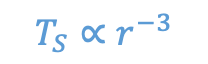 T_S ∝ r^{-3}